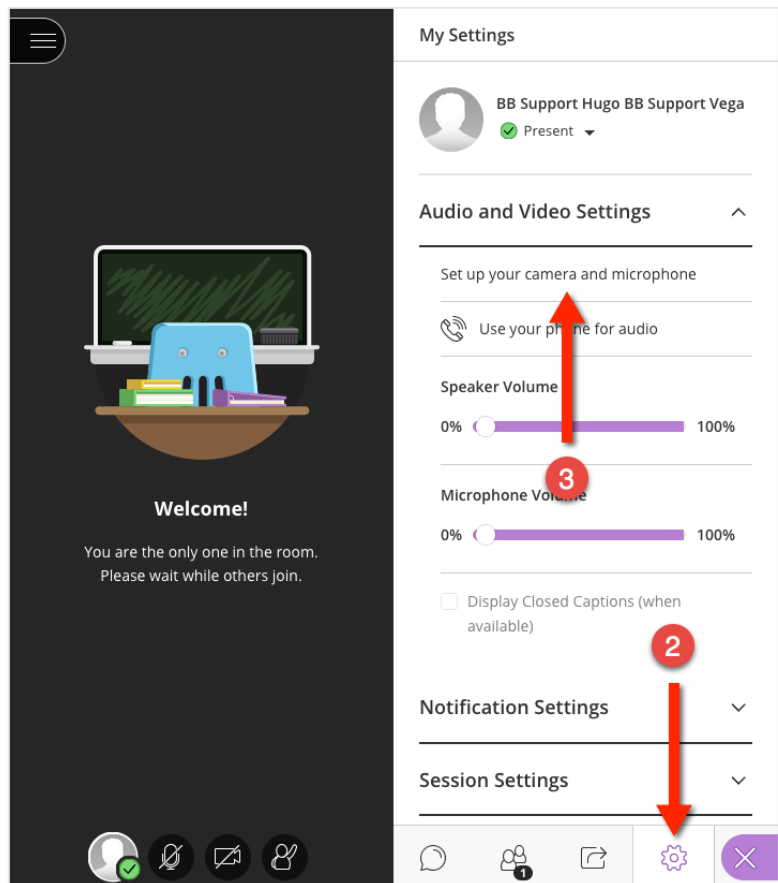 My Settings
BB Support Hugo BB Support Vega
Present
Audio and Video Settings
Set up your camera and microphone
Use your phone for audio
Speaker Volume
0% 100%
3
Microphone Volume
0% 100%
Display Closed Captions (when
available)
2
Notification Settings
Session Settings
Welcome!
You are the only one in the room.
Please wait while others join.
1